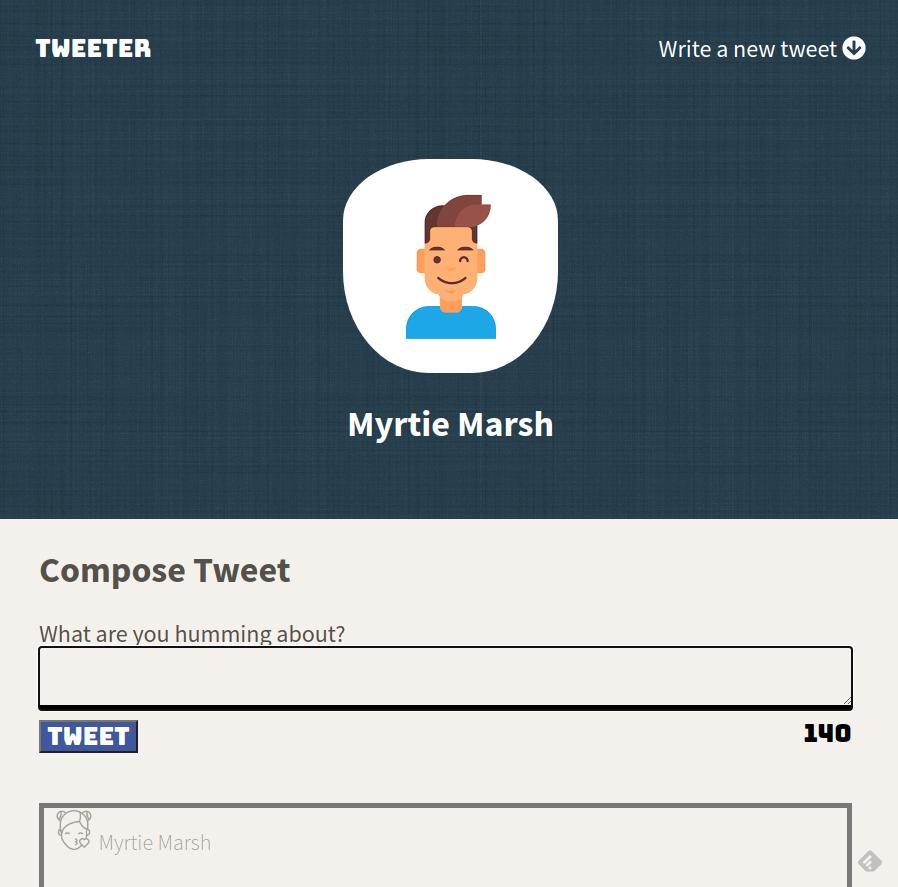 TWEETER
Write a new tweet
Myrtie Marsh
Compose Tweet
What are you humming about?
TWEET
140
Myrtie Marsh